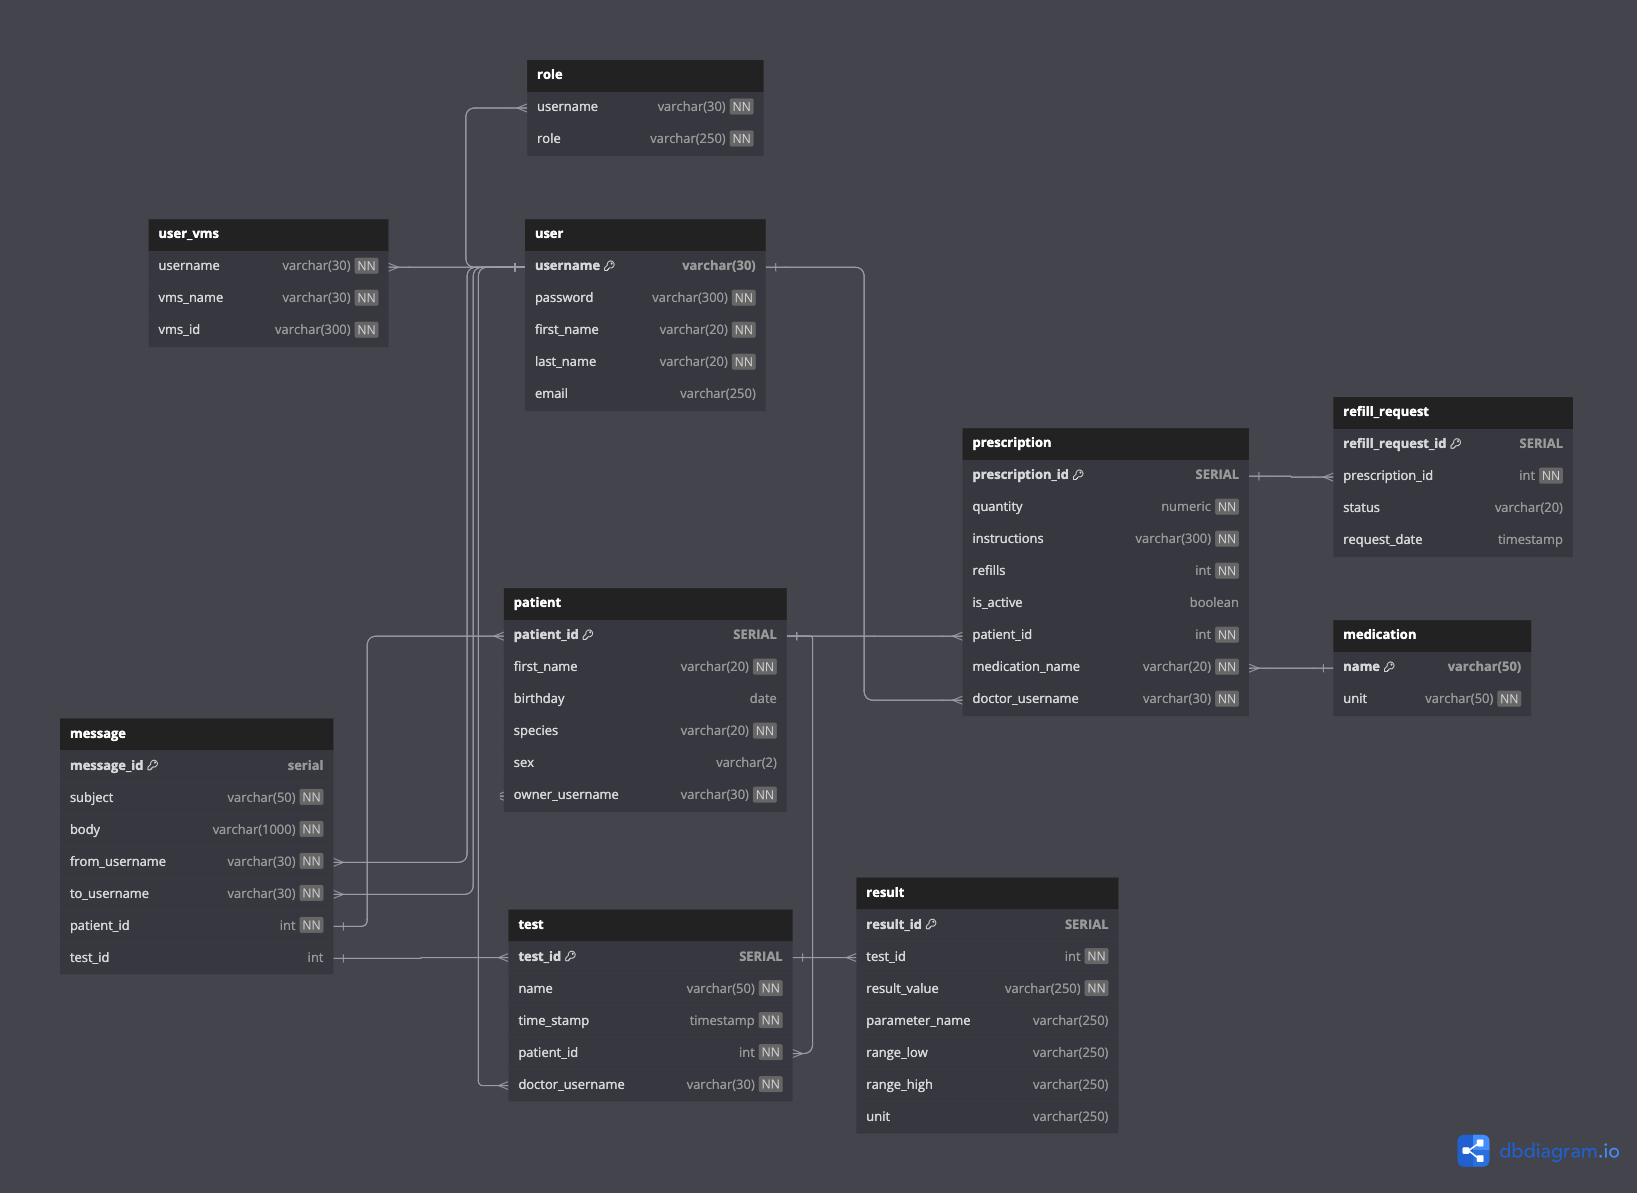 role
username varchar(30) NN
role varchar(250) NN
user_vms
username varchar(30) NN
vms_name varchar(30) NN
vms_id varchar(300) NN
user
username varchar(30)
password varchar(300) NN
first_name varchar(20) NN
last_name varchar(20) NN
email varchar(250)
prescription
prescription_id SERIAL
quantity numeric NN
instructions varchar(300) NN
refills int NN
is_active boolean
patient_id int NN
medication_name varchar(20) NN
doctor_username varchar(30) NN
refill_request
refill_request_id SERIAL
prescription_id int NN
status varchar(20)
request_date timestamp
medication
name varchar(50)
unit varchar(50) NN
patient
patient_id SERIAL
first_name varchar(20) NN
birthday date
species varchar(20) NN
sex varchar(2)
owner_username varchar(30) NN
message
message_id serial
subject varchar(50) NN
body varchar(1000) NN
from_username varchar(30) NN
to_username varchar(30) NN
patient_id int NN
test_id int
test
test_id SERIAL
name varchar(50) NN
time_stamp timestamp NN
patient_id int NN
doctor_username varchar(30) NN
result
result_id SERIAL
test_id int NN
result_value varchar(250) NN
parameter_name varchar(250)
range_low varchar(250)
range_high varchar(250)
unit varchar(250)
dbdiagram.io